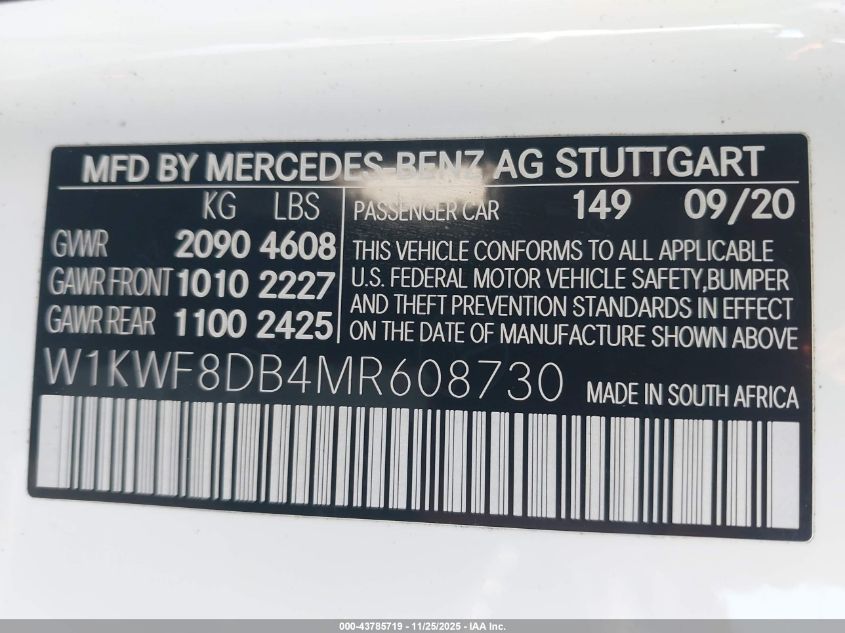 MFD BY MERCEDES-BENZ AG STUTTGART
KG LBS
GVWR 2090 4608
GAWR FRONT 1010 2227
GAWR REAR 1100 2425
PASSENGER CAR 149 09/20
THIS VEHICLE CONFORMS TO ALL APPLICABLE
U.S. FEDERAL MOTOR VEHICLE SAFETY,BUMPER
AND THEFT PREVENTION STANDARDS IN EFFECT
ON THE DATE OF MANUFACTURE SHOWN ABOVE
W1KWF8DB4MR608730 MADE IN SOUTH AFRICA
000-43785719 - 11/25/2025 - IAA Inc.